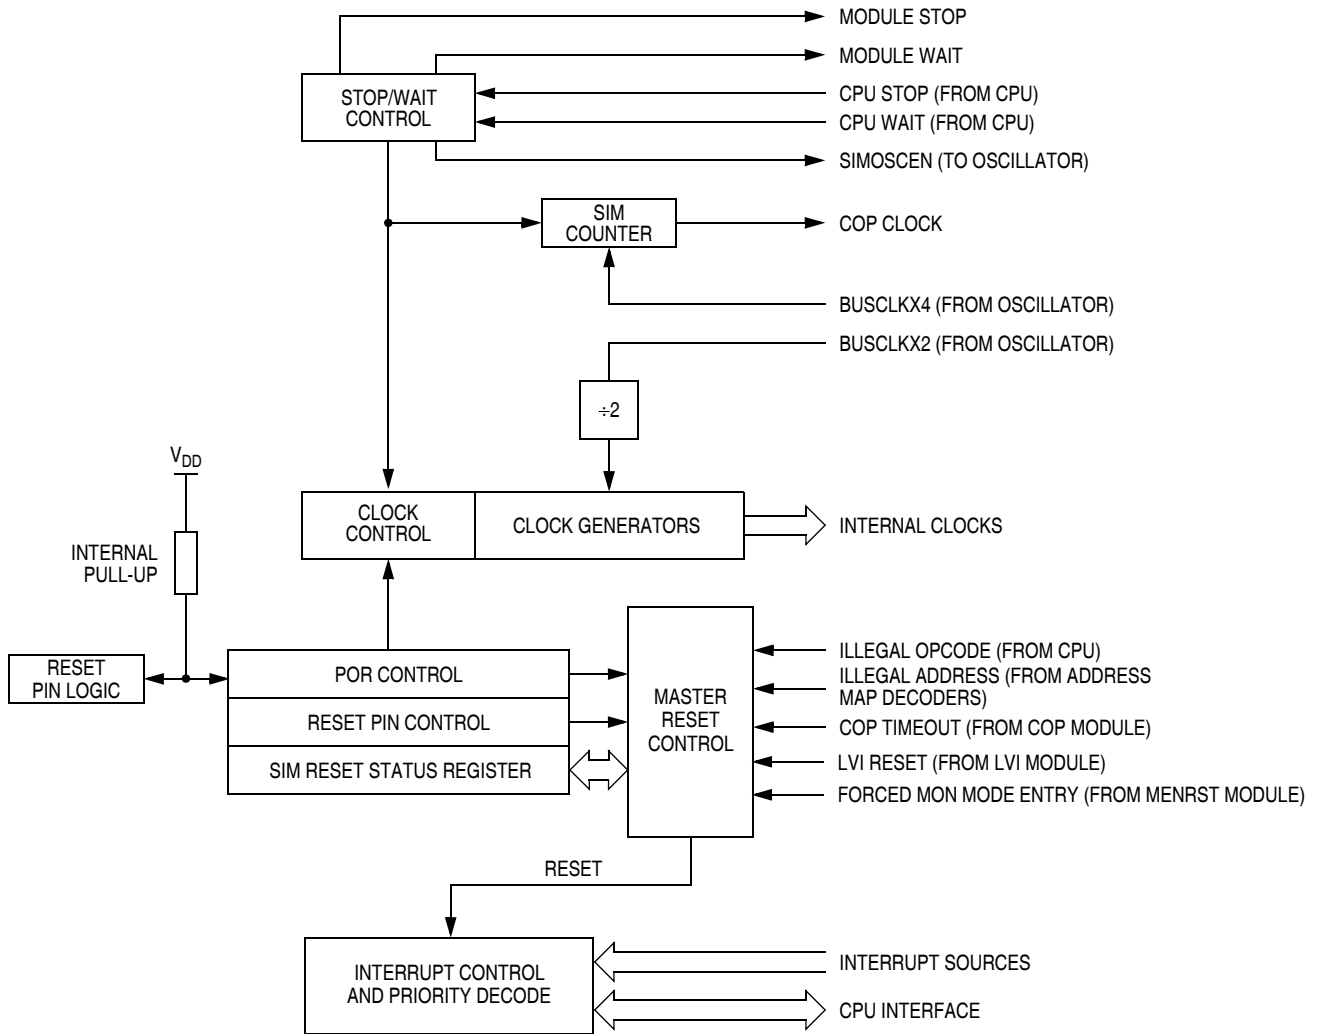 MODULE STOP
MODULE WAIT
STOP/WAIT
CONTROL
CPU STOP (FROM CPU)
CPU WAIT (FROM CPU)
SIMOSCEN (TO OSCILLATOR)
SIM
COUNTER
COP CLOCK
BUSCLKX4 (FROM OSCILLATOR)
BUSCLKX2 (FROM OSCILLATOR)
÷2
VDD
CLOCK
CONTROL
CLOCK GENERATORS
INTERNAL CLOCKS
INTERNAL
PULL-UP
RESET
PIN LOGIC
POR CONTROL
RESET PIN CONTROL
SIM RESET STATUS REGISTER
MASTER
RESET
CONTROL
ILLEGAL OPCODE (FROM CPU)
ILLEGAL ADDRESS (FROM ADDRESS
MAP DECODERS)
COP TIMEOUT (FROM COP MODULE)
LVI RESET (FROM LVI MODULE)
FORCED MON MODE ENTRY (FROM MENRST MODULE)
RESET
INTERRUPT CONTROL
AND PRIORITY DECODE
INTERRUPT SOURCES
CPU INTERFACE